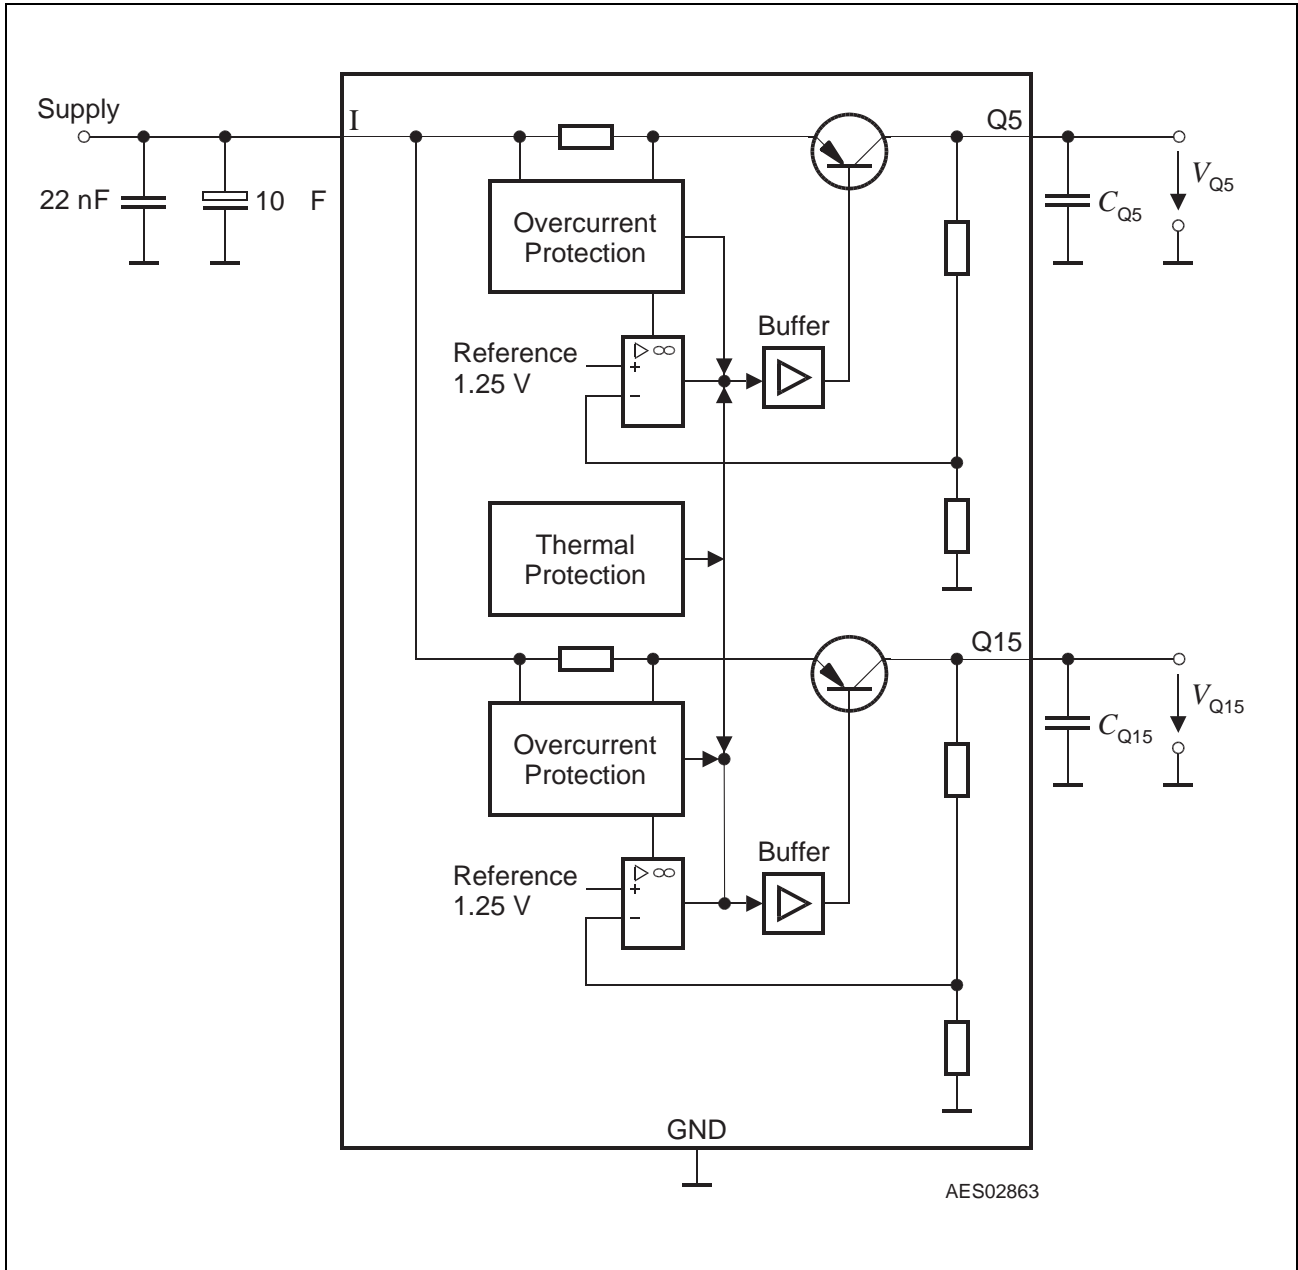 Supply
I
Q5
22 nF
10 F
V Q5
C Q5
Overcurrent
Protection
Buffer
Reference
1.25 V
▷ ∞
+
−
Thermal
Protection
Q15
V Q15
C Q15
Overcurrent
Protection
Buffer
Reference
1.25 V
▷ ∞
+
−
GND
AES02863